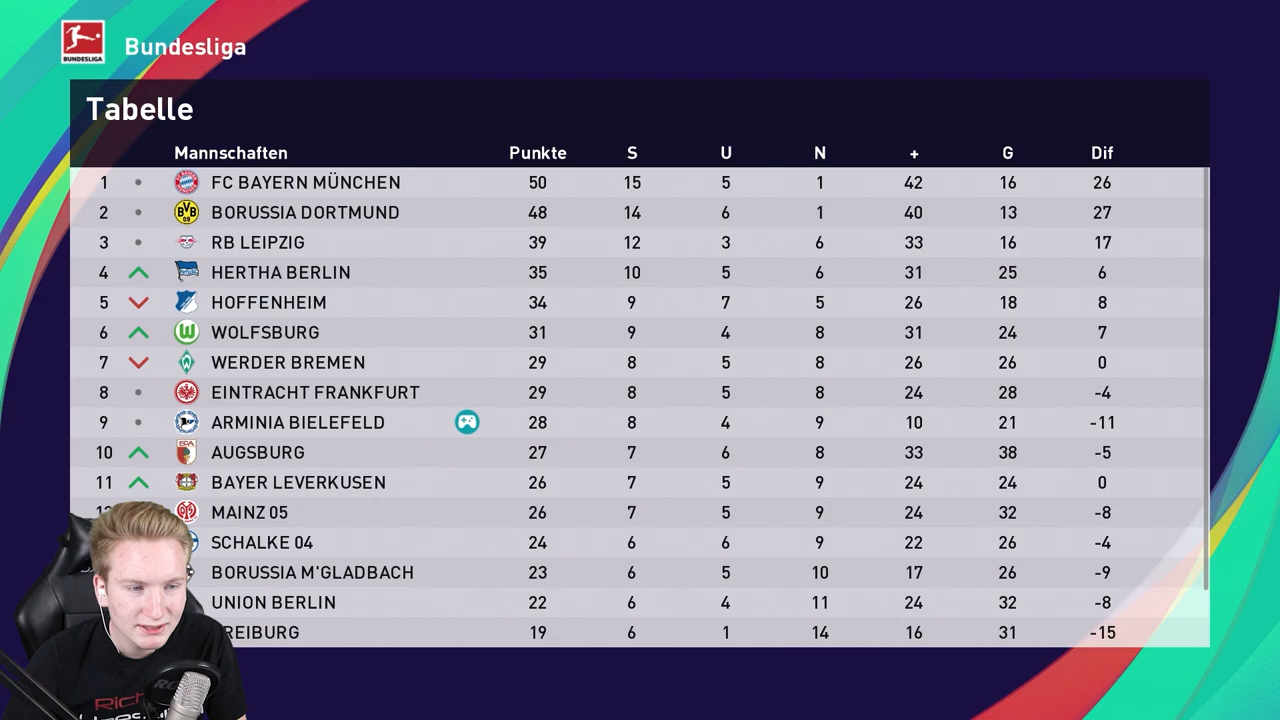 BUNDESLIGA
Bundesliga
Tabelle
Mannschaften Punkte S U N + G Dif
1 FC BAYERN MÜNCHEN 50 15 5 1 42 16 26
2 BVB 09 BORUSSIA DORTMUND 48 14 6 1 40 13 27
3 RB LEIPZIG 39 12 3 6 33 16 17
4 HERTHA BERLIN 35 10 5 6 31 25 6
5 HOFFENHEIM 34 9 7 5 26 18 8
6 W WOLFSBURG 31 9 4 8 31 24 7
7 W WERDER BREMEN 29 8 5 8 26 26 0
8 EINTRACHT FRANKFURT 29 8 5 8 24 28 -4
9 ARMINIA BIELEFELD 28 8 4 9 10 21 -11
10 FCA AUGSBURG 27 7 6 8 33 38 -5
11 BAYER LEVERKUSEN 26 7 5 9 24 24 0
MAINZ 05 26 7 5 9 24 32 -8
SCHALKE 04 24 6 6 9 22 26 -4
BORUSSIA M'GLADBACH 23 6 5 10 17 26 -9
UNION BERLIN 22 6 4 11 24 32 -8
REIBURG 19 6 1 14 16 31 -15